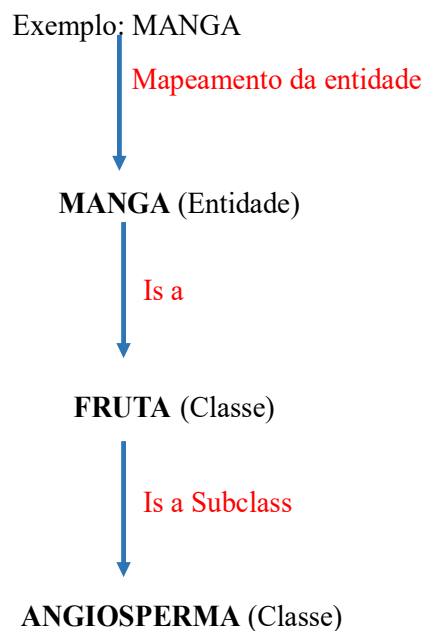 Exemplo: MANGA
Mapeamento da entidade
MANGA (Entidade)
Is a
FRUTA (Classe)
Is a Subclass
ANGIOSPERMA (Classe)